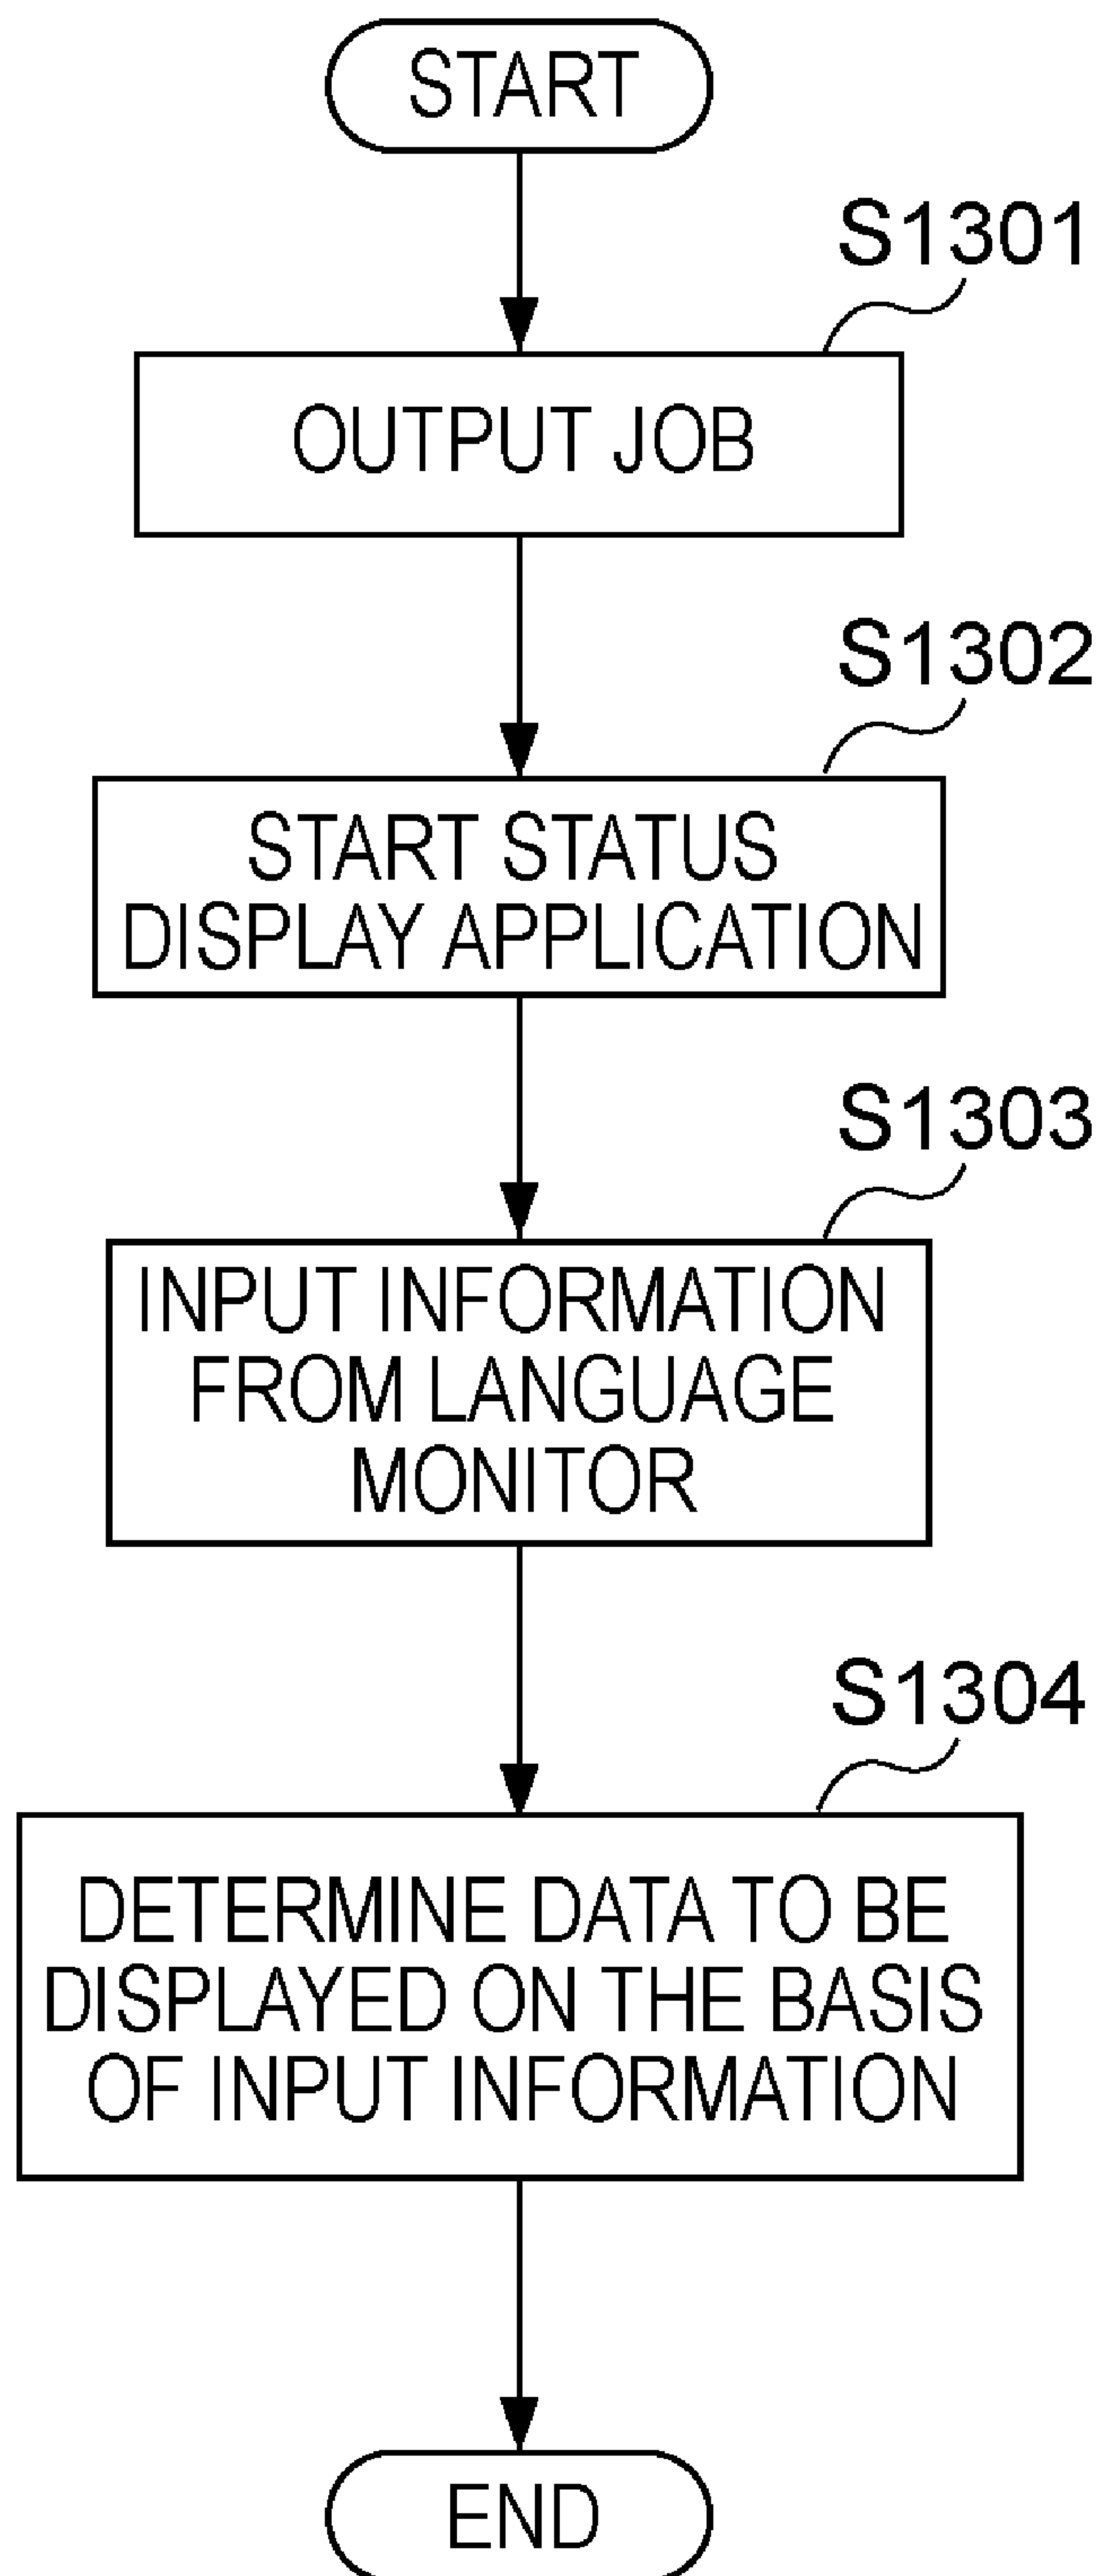 START
S1301
OUTPUT JOB
S1302
START STATUS
DISPLAY APPLICATION
S1303
INPUT INFORMATION
FROM LANGUAGE
MONITOR
S1304
DETERMINE DATA TO BE
DISPLAYED ON THE BASIS
OF INPUT INFORMATION
END